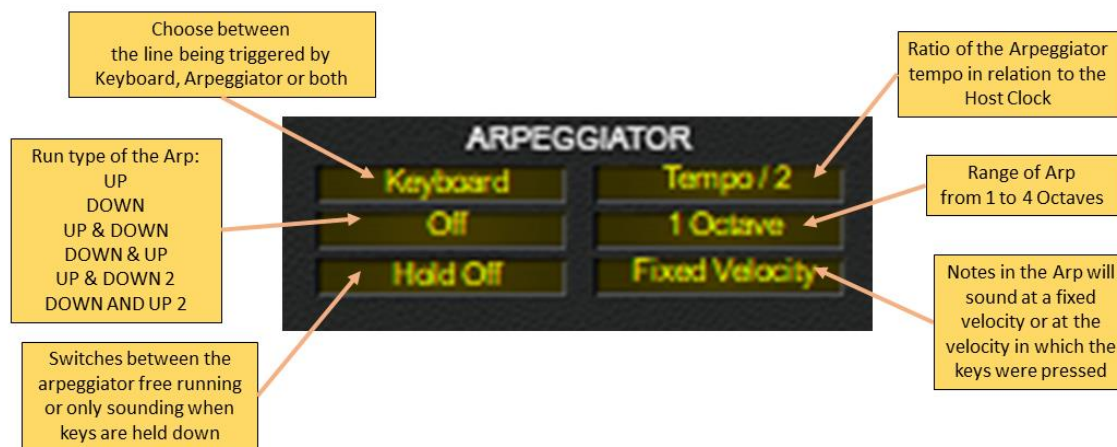 Choose between
the line being triggered by
Keyboard, Arpeggiator or both
Ratio of the Arpeggiator
tempo in relation to the
Host Clock
Run type of the Arp:
UP
DOWN
UP & DOWN
DOWN & UP
UP & DOWN 2
DOWN AND UP 2
ARPEGGIATOR
Keyboard
Tempo / 2
Off
1 Octave
Hold Off
Fixed Velocity
Range of Arp
from 1 to 4 Octaves
Switches between the
arpeggiator free running
or only sounding when
keys are held down
Notes in the Arp will
sound at a fixed
velocity or at the
velocity in which the
keys were pressed